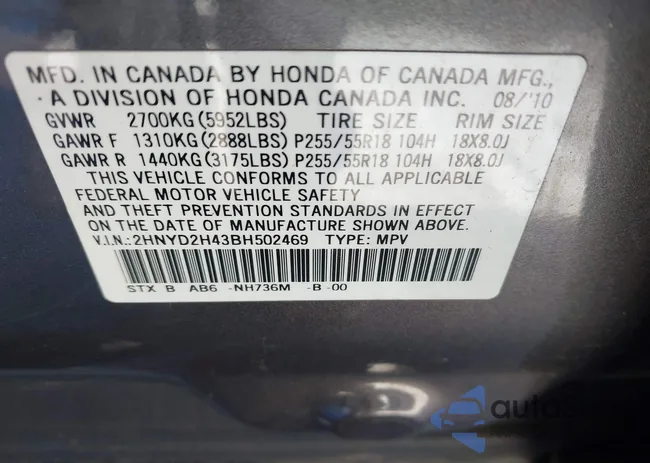 MFD. IN CANADA BY HONDA OF CANADA MFG.,
A DIVISION OF HONDA CANADA INC. 08/'10
GVWR 2700KG(5952LBS) TIRE SIZE RIM SIZE
GAWR F 1310KG(2888LBS) P255/55R18 104H 18X8.0J
GAWR R 1440KG(3175LBS) P255/55R18 104H 18X8.0J
THIS VEHICLE CONFORMS TO ALL APPLICABLE
FEDERAL MOTOR VEHICLE SAFETY
AND THEFT PREVENTION STANDARDS IN EFFECT
ON THE DATE OF MANUFACTURE SHOWN ABOVE.
V.I.N.: 2HNYD2H43BH502469 TYPE: MPV
STX B AB6 -NH736M -B -00